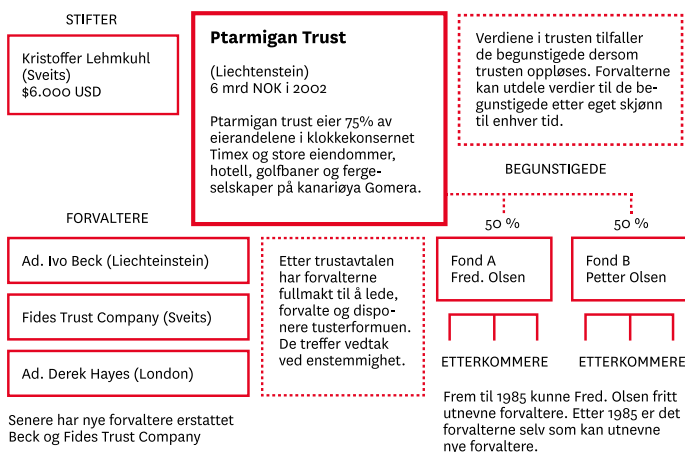 STIFTER
Kristoffer Lehmkuhl
(Sveits)
$6.000 USD
Ptarmigan Trust
(Liechtenstein)
6 mrd NOK i 2002
Ptarmigan trust eier 75% av
eierandelene i klokkekonsernet
Timex og store eiendommer,
hotell, golfbaner og ferge-
selskaper på kanariøya Gomera.
Verdiene i trusten tilfaller
de begunstigede dersom
trusten oppløses. Forvalterne
kan utdele verdier til de be-
gunstigede etter eget skjønn
til enhver tid.
BEGUNSTIGEDE
50 %
50 %
Fond A
Fred. Olsen
Fond B
Petter Olsen
ETTERKOMMERE
ETTERKOMMERE
FORVALTERE
Ad. Ivo Beck (Liechteinstein)
Fides Trust Company (Sveits)
Ad. Derek Hayes (London)
Etter trustavtalen
har forvalterne
fullmakt til å lede,
forvalte og dispo-
nere tusterformuen.
De treffer vedtak
ved enstemmighet.
Senere har nye forvaltere erstattet
Beck og Fides Trust Company
Frem til 1985 kunne Fred. Olsen fritt
utnevne forvaltere. Etter 1985 er det
forvalterne selv som kan utnevne
nye forvaltere.